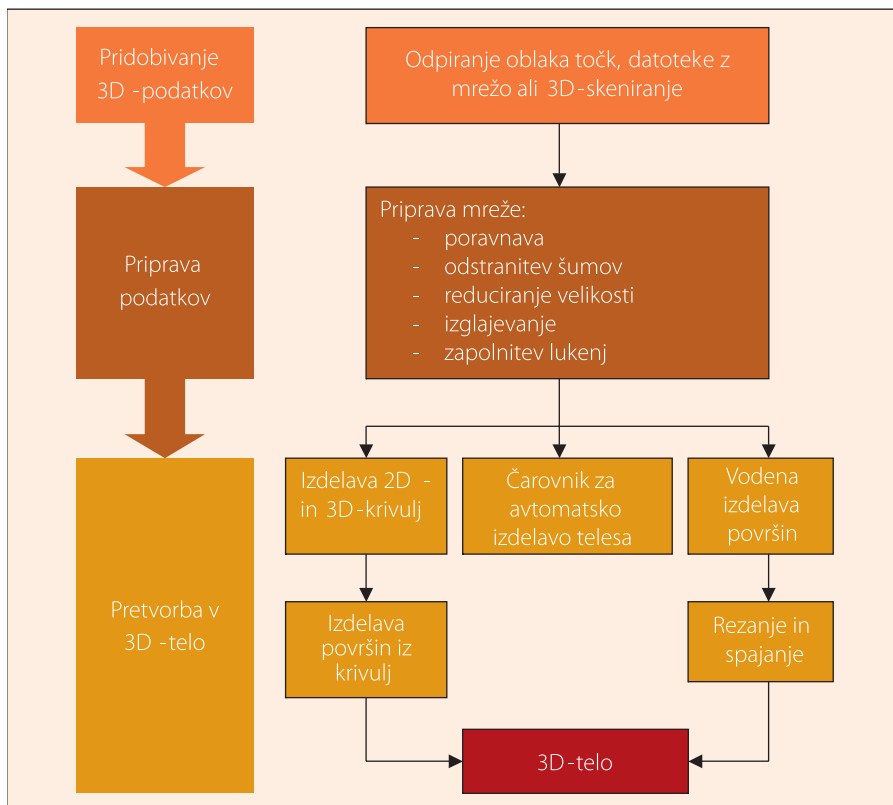 Pridobivanje
3D -podatkov
Odpiranje oblaka točk, datoteke z
mrežo ali 3D-skeniranje
Priprava
podatkov
Priprava mreže:
- poravnava
- odstranitev šumov
- reduciranje velikosti
- izglajevanje
- zapolnitev lukenj
Pretvorba v
3D -telo
Izdelava 2D -
in 3D-krivulj
Čarovnik za
avtomatsko
izdelavo telesa
Vodena
izdelava
površin
Izdelava
površin iz
krivulj
Rezanje in
spajanje
3D-telo